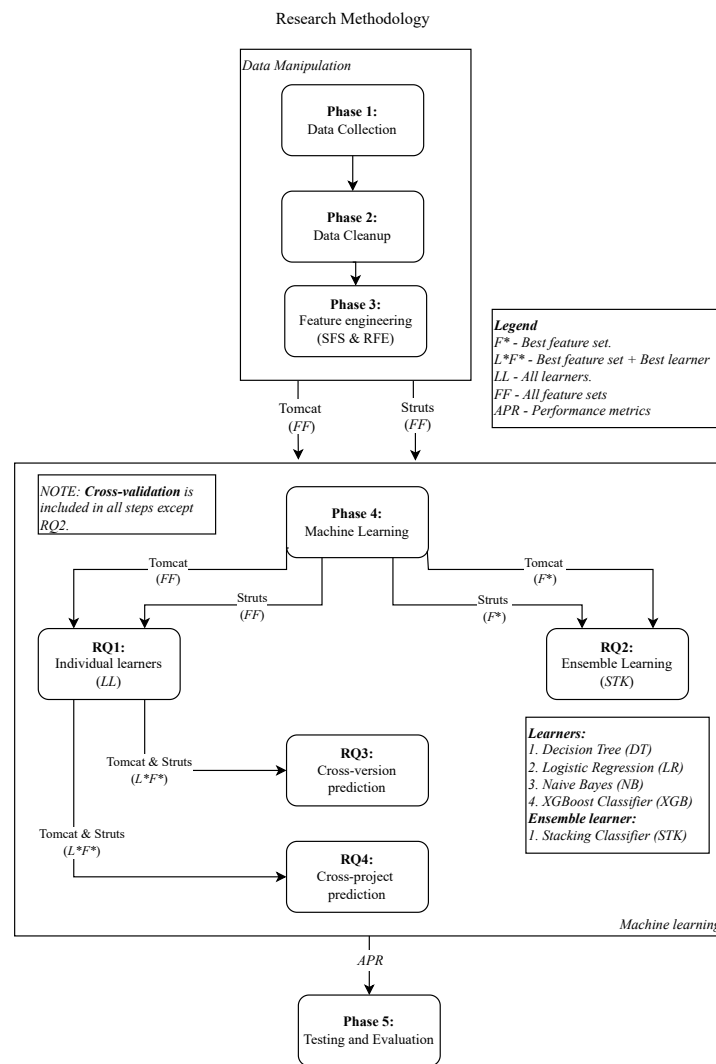 Research Methodology
Data Manipulation
Phase 1:
Data Collection
Phase 2:
Data Cleanup
Phase 3:
Feature engineering
(SFS & RFE)
Legend
F* - Best feature set.
L*F* - Best feature set + Best learner
LL - All learners.
FF - All feature sets
APR - Performance metrics
Tomcat
(FF)
Struts
(FF)
NOTE: Cross-validation is
included in all steps except
RQ2.
Phase 4:
Machine Learning
Tomcat
(FF)
Struts
(FF)
Tomcat
(F*)
Struts
(F*)
RQ1:
Individual learners
(LL)
RQ2:
Ensemble Learning
(STK)
Tomcat & Struts
(L*F*)
RQ3:
Cross-version
prediction
Learners:
1. Decision Tree (DT)
2. Logistic Regression (LR)
3. Naive Bayes (NB)
4. XGBoost Classifier (XGB)
Ensemble learner:
1. Stacking Classifier (STK)
Tomcat & Struts
(L*F*)
RQ4:
Cross-project
prediction
Machine learning
APR
Phase 5:
Testing and Evaluation